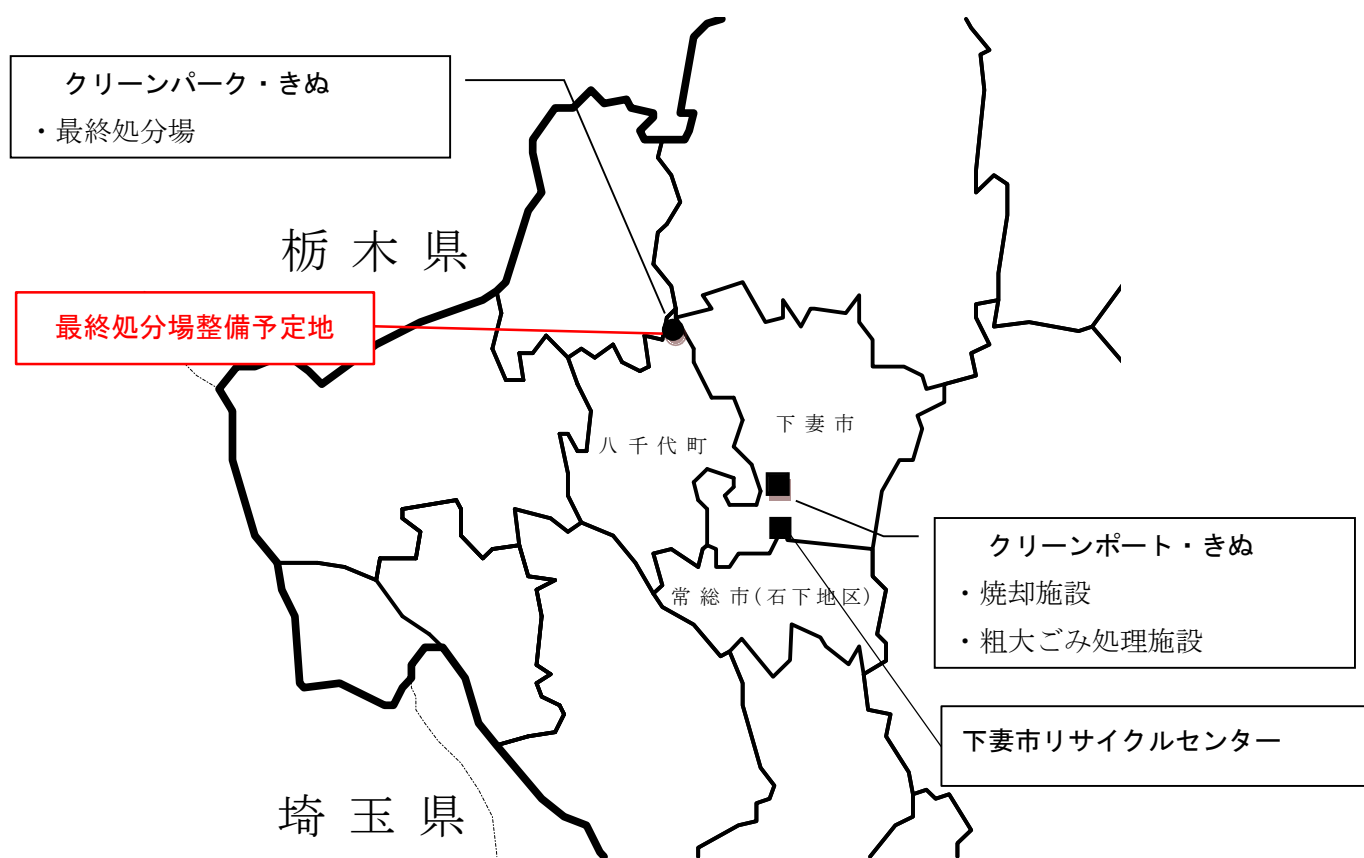 クリーンパーク・きぬ
・最終処分場
栃木県
最終処分場整備予定地
下妻市
八千代町
クリーンポート・きぬ
・焼却施設
・粗大ごみ処理施設
常総市(石下地区)
下妻市リサイクルセンター
埼玉県